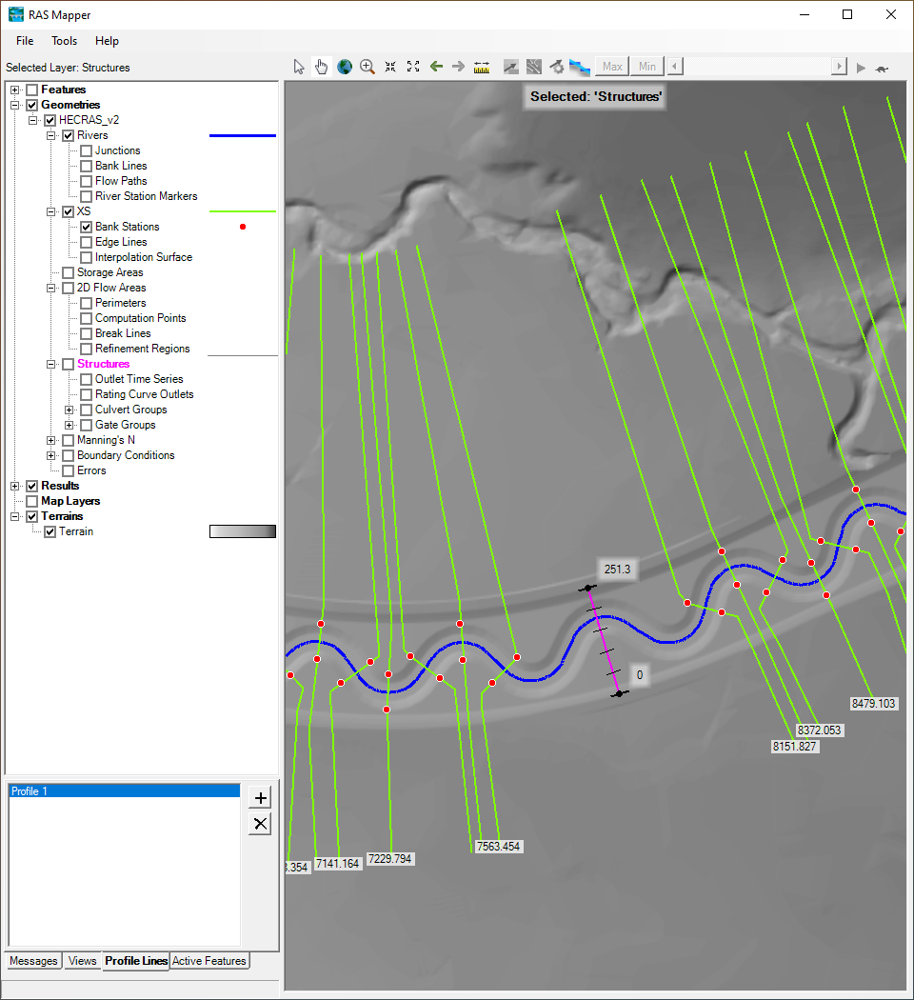 RAS Mapper
File Tools Help
Selected Layer: Structures
Max Min
Features
Geometries
HECRAS_v2
Rivers
Junctions
Bank Lines
Flow Paths
River Station Markers
XS
Bank Stations
Edge Lines
Interpolation Surface
Storage Areas
2D Flow Areas
Perimeters
Computation Points
Break Lines
Refinement Regions
Structures
Outlet Time Series
Rating Curve Outlets
Culvert Groups
Gate Groups
Manning's N
Boundary Conditions
Errors
Results
Map Layers
Terrains
Terrain
Profile 1
Messages Views Profile Lines Active Features
Selected: 'Structures'
251.3
0
8479.103
8372.053
8151.827
7563.454
7229.794
7141.164
.354